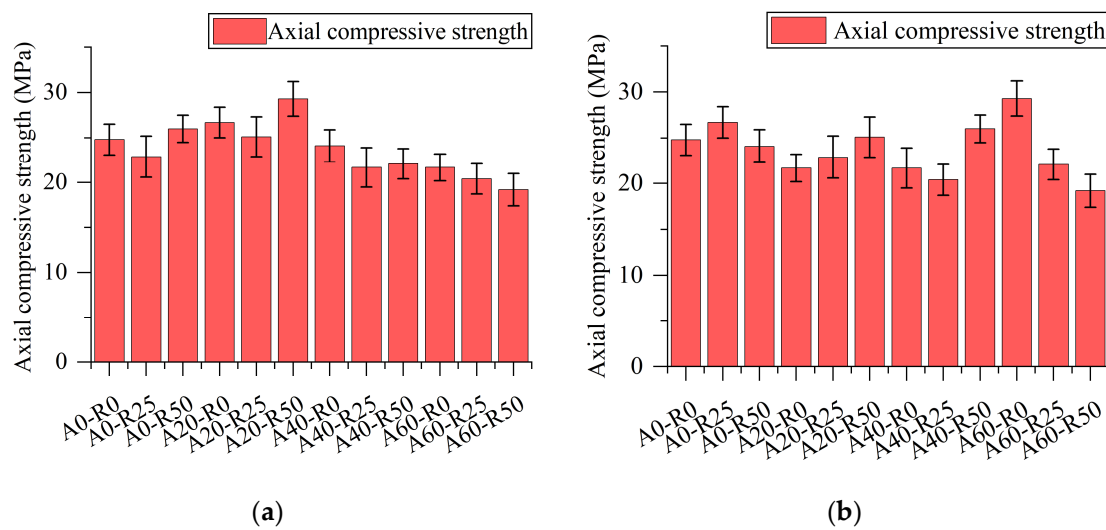 Axial compressive strength
Axial compressive strength (MPa)
30
20
10
0
A0-R0
A0-R25
A0-R50
A20-R0
A20-R25
A20-R50
A40-R0
A40-R25
A40-R50
A60-R0
A60-R25
A60-R50
(a)
Axial compressive strength
Axial compressive strength (MPa)
30
20
10
0
A0-R0
A0-R25
A0-R50
A20-R0
A20-R25
A20-R50
A40-R0
A40-R25
A40-R50
A60-R0
A60-R25
A60-R50
(b)